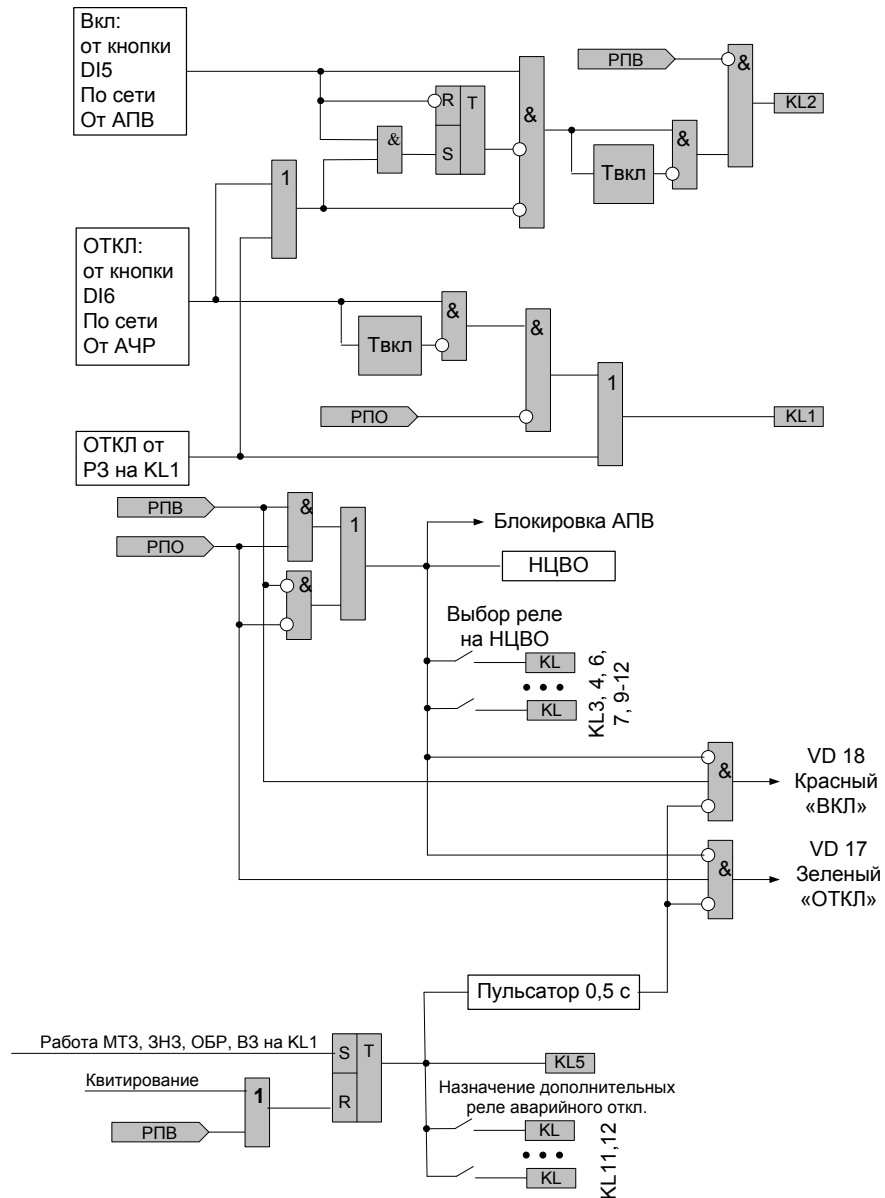 Вкл:
от кнопки
DI5
По сети
От АПВ
R T
S
&
&
1
Твкл
&
РПВ
&
KL2
ОТКЛ:
от кнопки
DI6
По сети
От АЧР
Твкл
&
&
РПО
1
KL1
ОТКЛ от
РЗ на KL1
РПВ
РПО
&
&
1
Блокировка АПВ
НЦВО
Выбор реле
на НЦВО
KL
KL
KL3, 4, 6,
7, 9-12
&
VD 18
Красный
«ВКЛ»
&
VD 17
Зеленый
«ОТКЛ»
Пульсатор 0,5 с
Работа МТЗ, ЗНЗ, ОБР, ВЗ на KL1
S T
R
Квитирование
1
РПВ
KL5
Назначение дополнительных
реле аварийного откл.
KL
KL
KL11,12